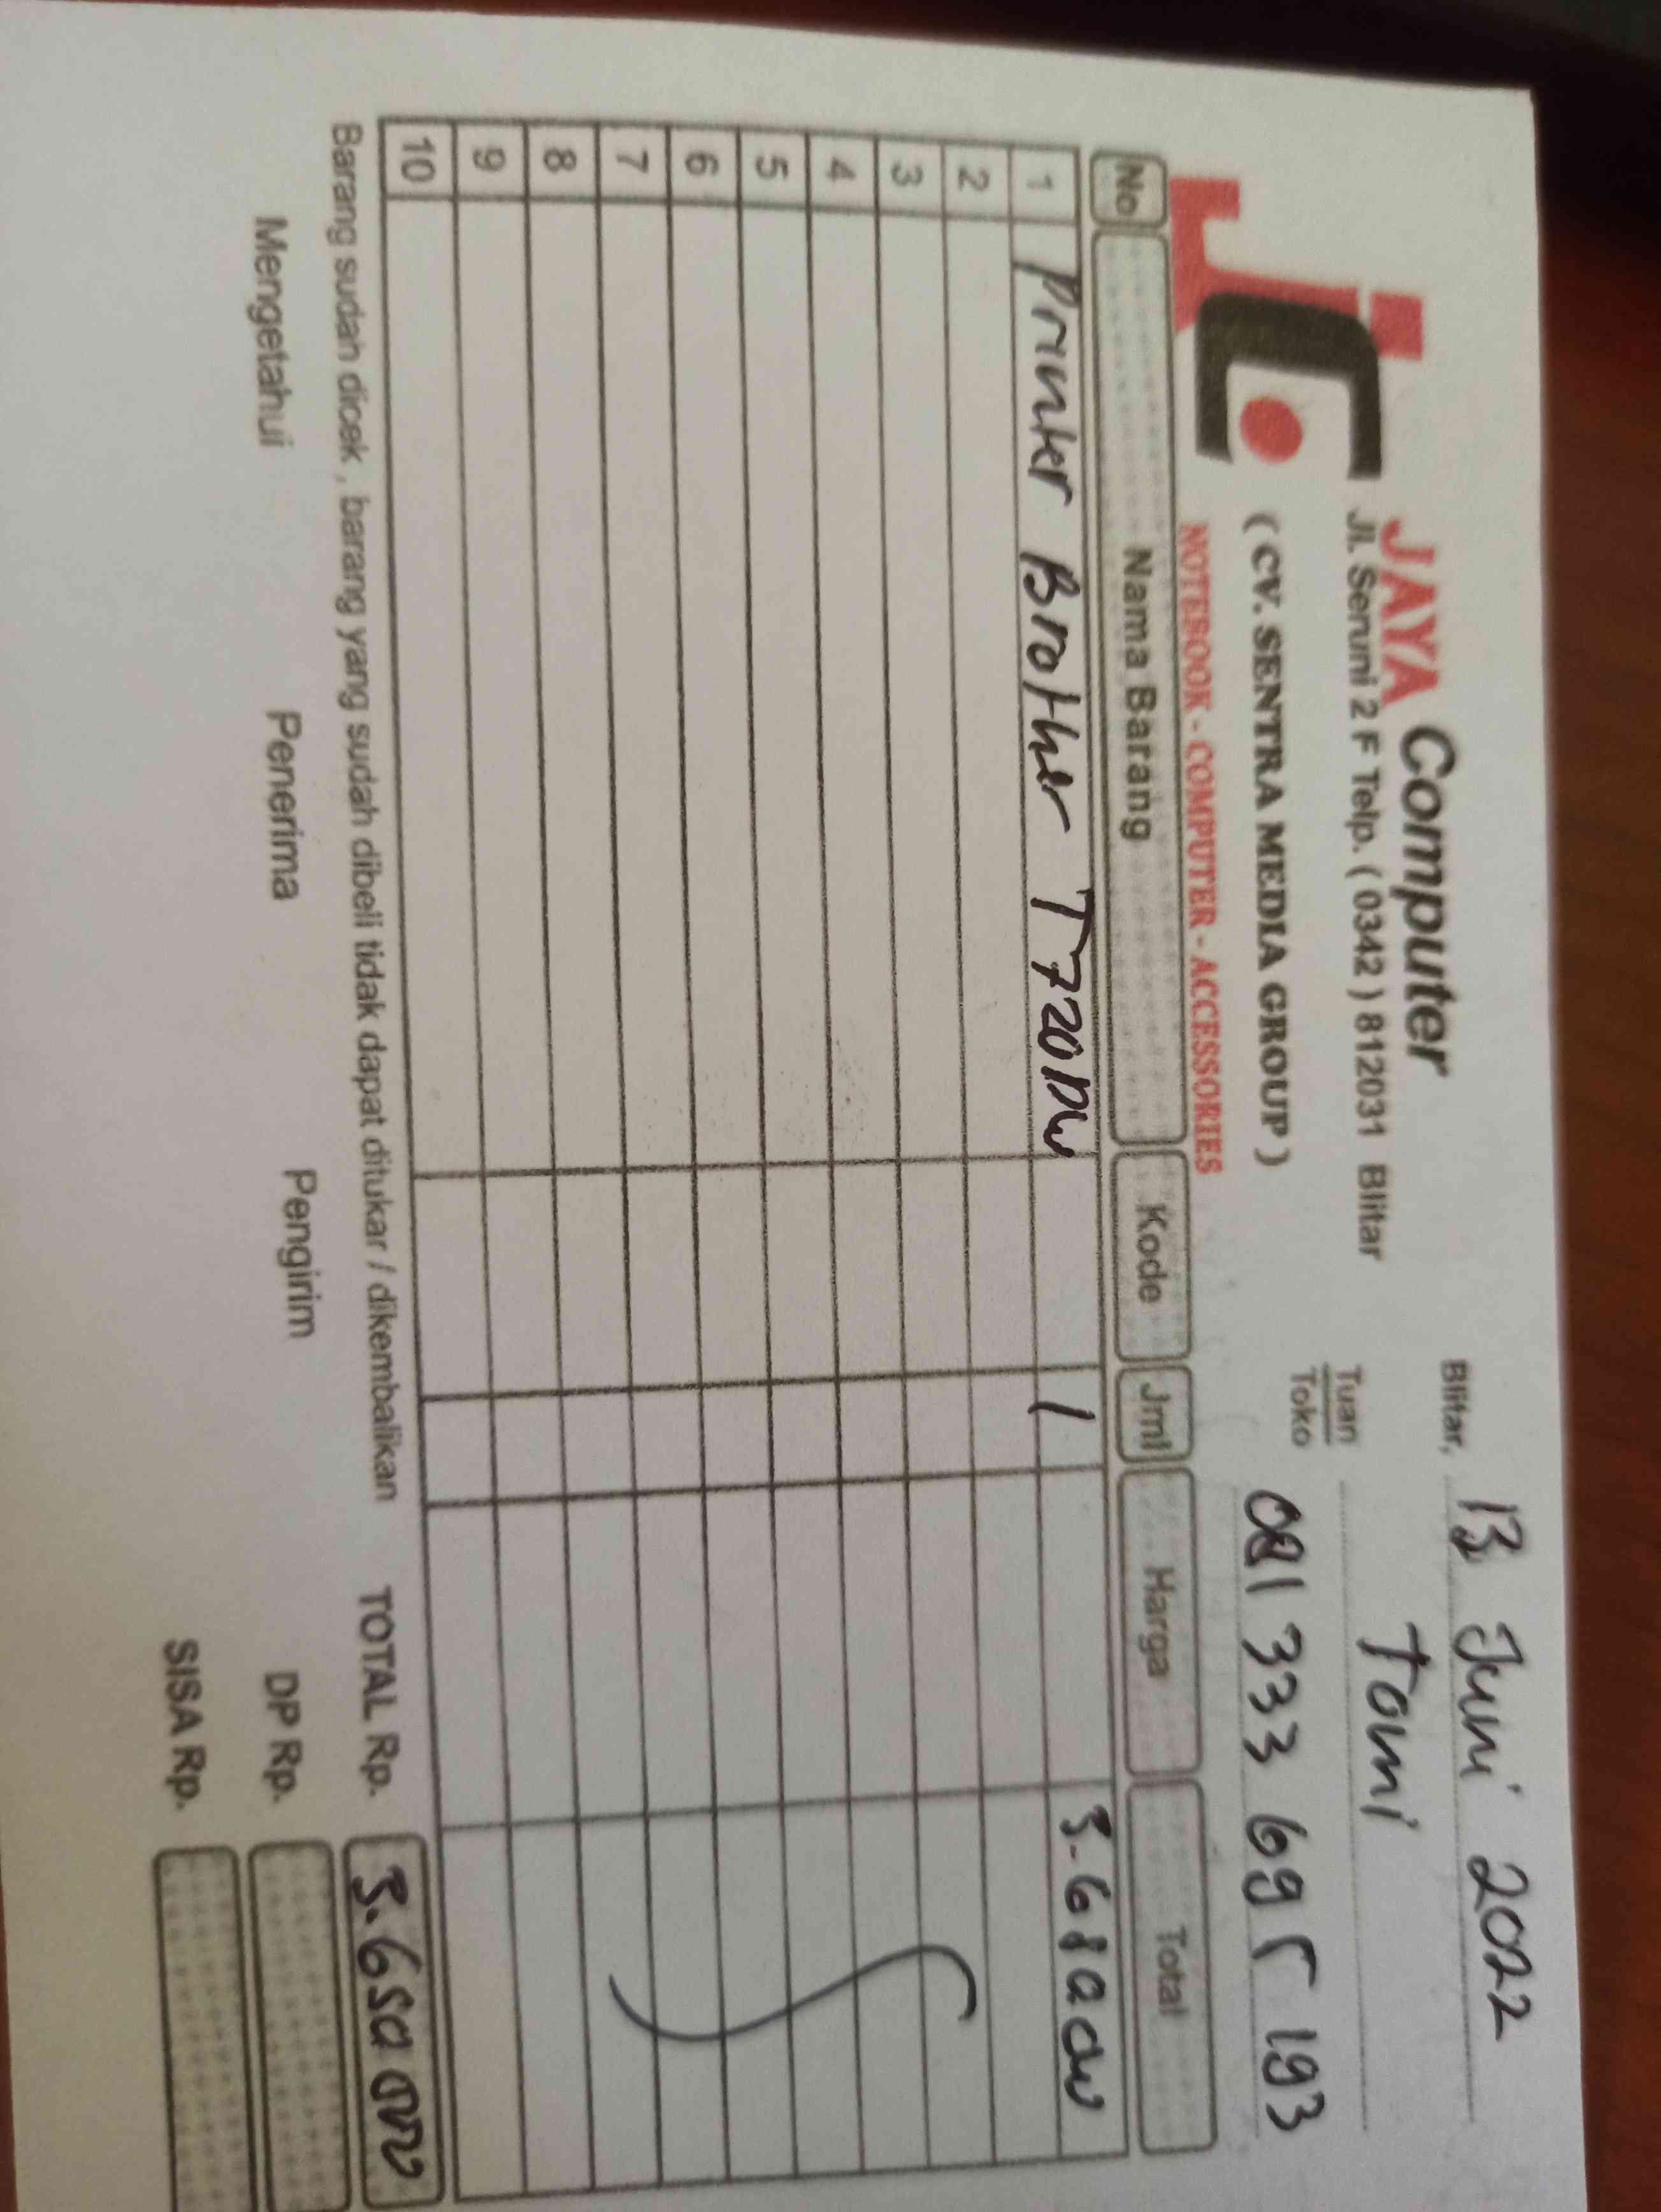 JAYA Computer
Jl. Seruni 2 F Telp. ( 0342 ) 812031 Blitar
( CV. SENTRA MEDIA GROUP )
NOTEBOOK - COMPUTER - ACCESSORIES
Blitar, 13 Juni 2022
Tuan Tomi
Toko 081 333 695 193
No Nama Barang Kode Jml Harga Total
1 Printer Brother T720DW 1 3.650.000
2
3
4
5
6
7
8
9
10
Barang sudah dicek , barang yang sudah dibeli tidak dapat ditukar / dikembalikan
TOTAL Rp. 3.650.000
Mengetahui Penerima Pengirim
DP Rp.
SISA Rp.